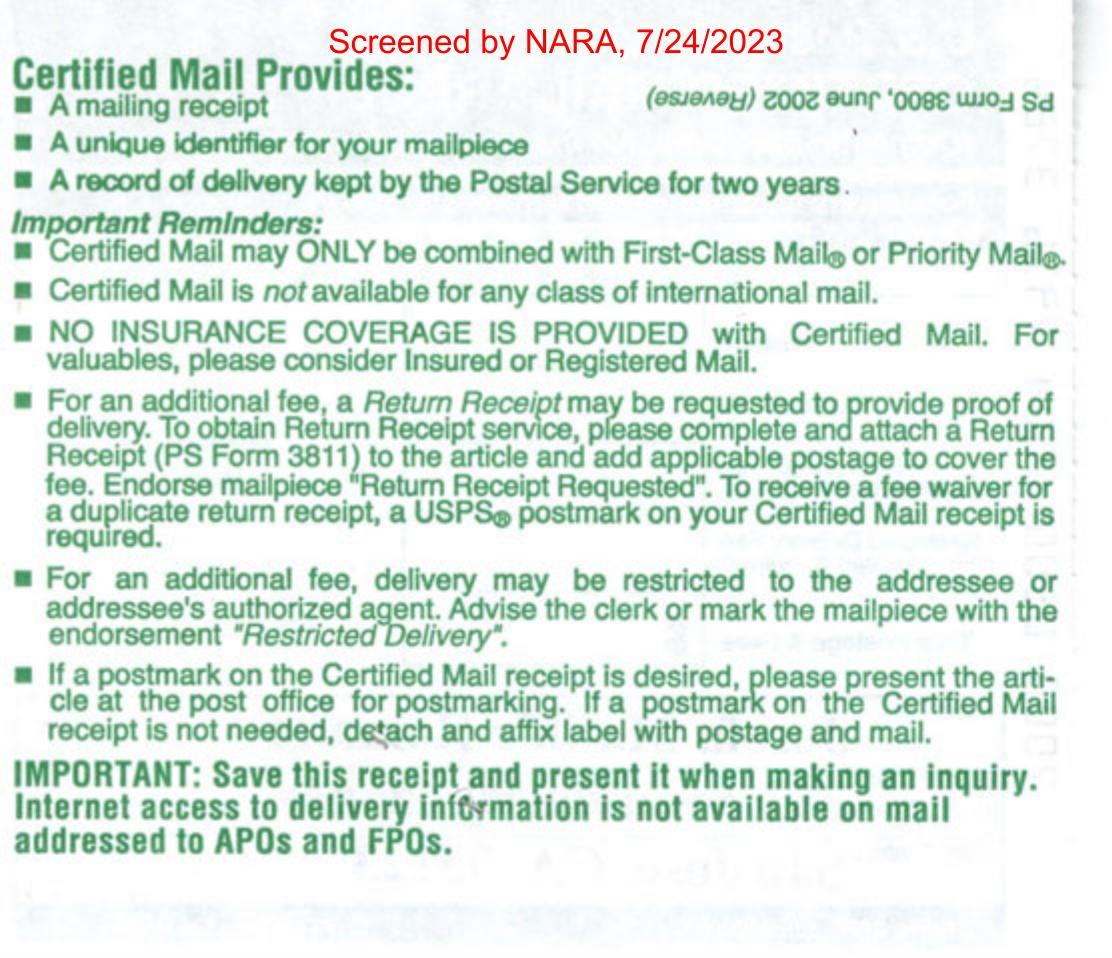 Screened by NARA, 7/24/2023
Certified Mail Provides:
PS Form 3800, June 2002 (Reverse)
■ A mailing receipt
■ A unique identifier for your mailpiece
■ A record of delivery kept by the Postal Service for two years
Important Reminders:
■ Certified Mail may ONLY be combined with First-Class Mail® or Priority Mail®.
■ Certified Mail is not available for any class of international mail.
■ NO INSURANCE COVERAGE IS PROVIDED with Certified Mail. For
valuables, please consider Insured or Registered Mail.
■ For an additional fee, a Return Receipt may be requested to provide proof of
delivery. To obtain Return Receipt service, please complete and attach a Return
Receipt (PS Form 3811) to the article and add applicable postage to cover the
fee. Endorse mailpiece "Return Receipt Requested". To receive a fee waiver for
a duplicate return receipt, a USPS® postmark on your Certified Mail receipt is
required.
■ For an additional fee, delivery may be restricted to the addressee or
addressee's authorized agent. Advise the clerk or mark the mailpiece with the
endorsement "Restricted Delivery".
■ If a postmark on the Certified Mail receipt is desired, please present the arti-
cle at the post office for postmarking. If a postmark on the Certified Mail
receipt is not needed, detach and affix label with postage and mail.
IMPORTANT: Save this receipt and present it when making an inquiry.
Internet access to delivery information is not available on mail
addressed to APOs and FPOs.